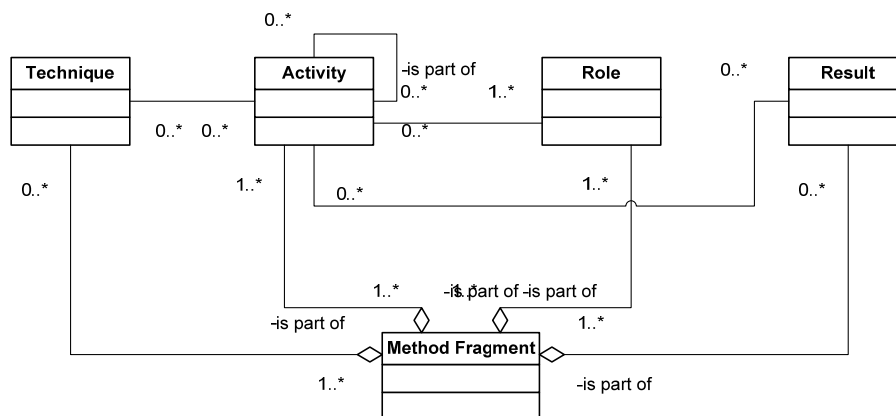 0..*
Technique
Activity
-is part of
Role
0..*
Result
0..*
1..*
0..*
0..*
0..*
0..*
1..*
0..*
1..*
0..*
1..*
-is part of
1..*
-is part of
-is part of
1..*
Method Fragment
1..*
-is part of